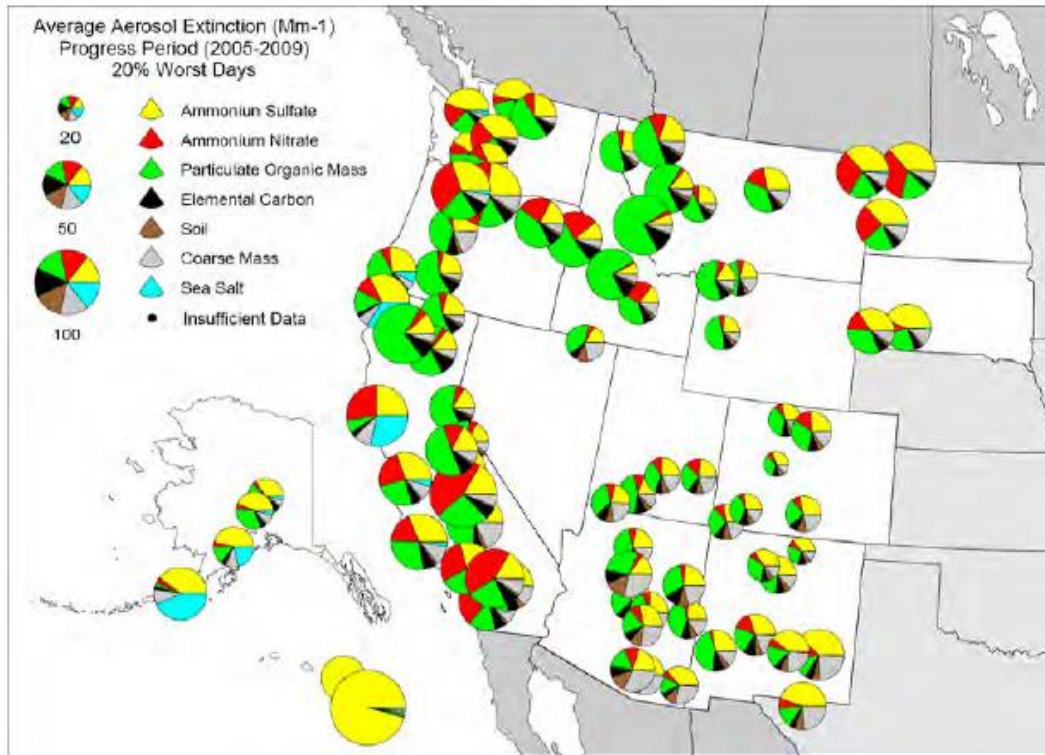 Average Aerosol Extinction (Mm-1)
Progress Period (2005-2009)
20% Worst Days
Ammoniun Sulfate
20
Ammonium Nitrate
Particulate Organic Mass
Elemental Carbon
50
Soil
Coarse Mass
Sea Salt
100
Insufficient Data